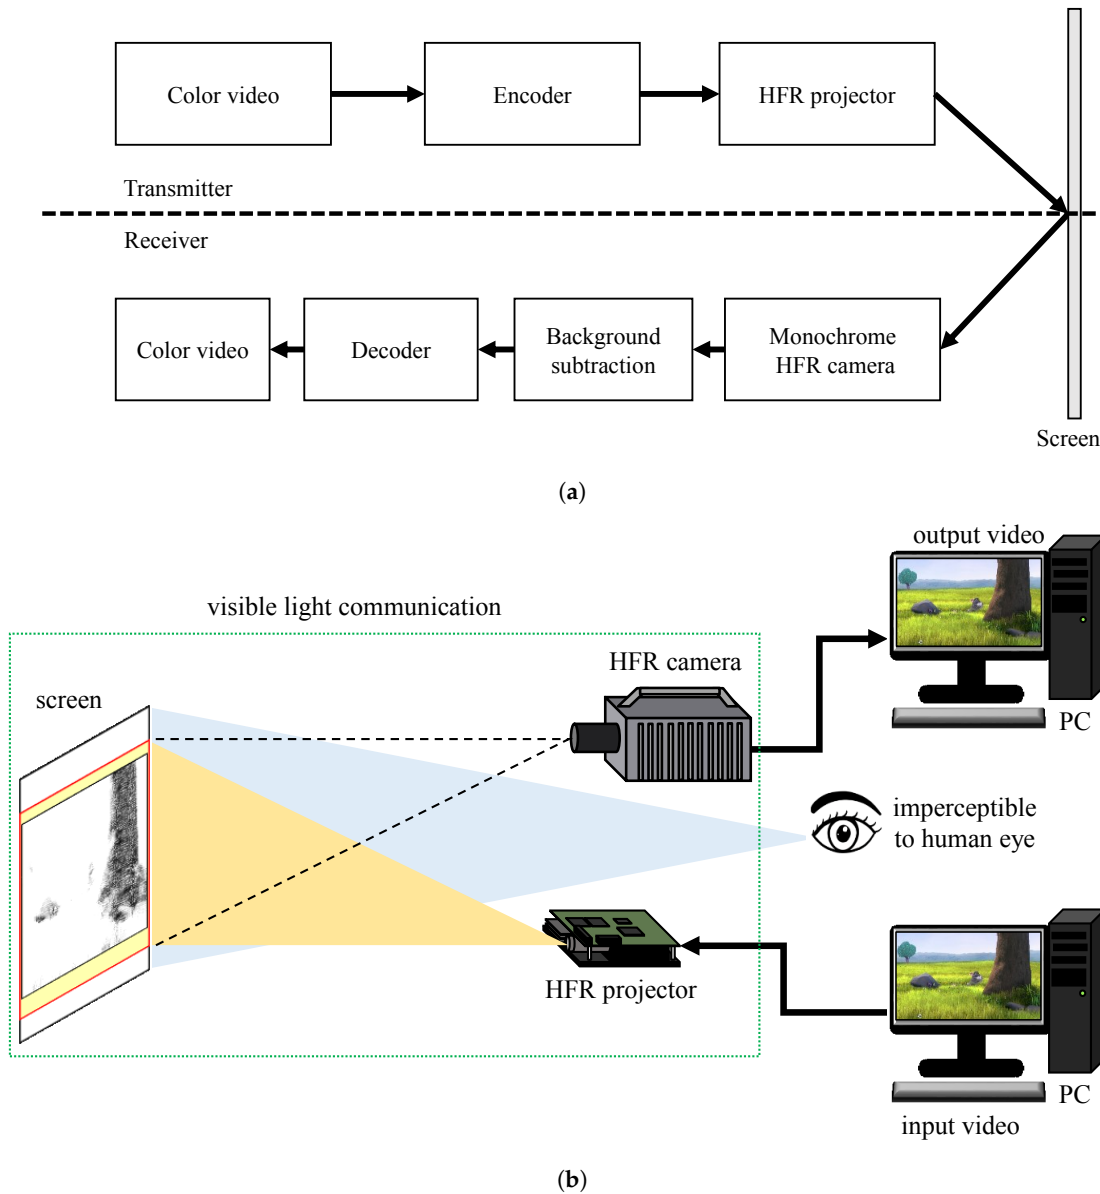 Color video
Encoder
HFR projector
Transmitter
Receiver
Color video
Decoder
Background
subtraction
Monochrome
HFR camera
Screen
(a)
output video
visible light communication
HFR camera
screen
PC
imperceptible
to human eye
HFR projector
PC
input video
(b)